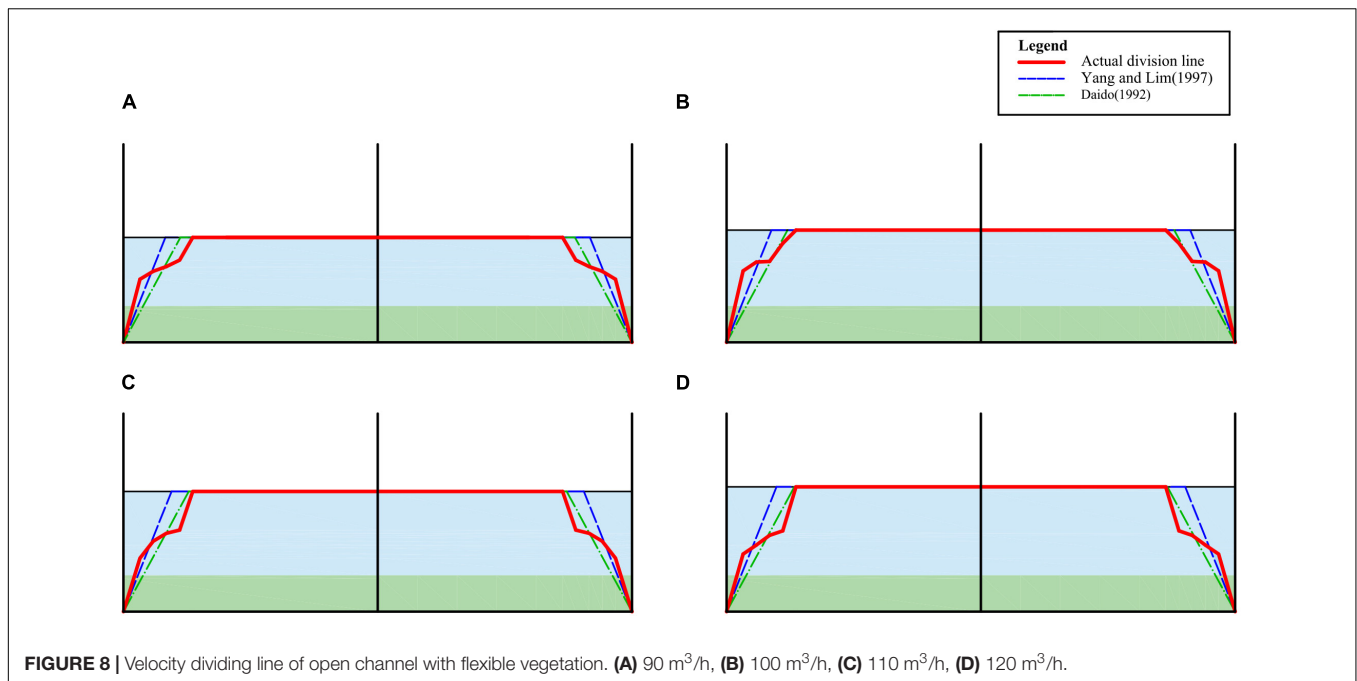 Legend
Actual division line
Yang and Lim(1997)
Daido(1992)
A
B
C
D
FIGURE 8 | Velocity dividing line of open channel with flexible vegetation. (A) 90 m³/h, (B) 100 m³/h, (C) 110 m³/h, (D) 120 m³/h.